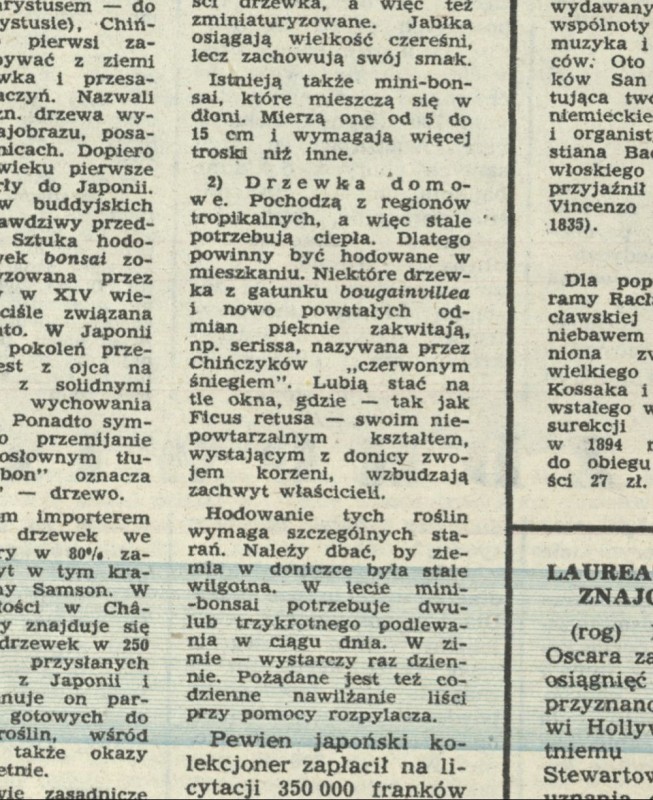 arystusem — do
ystusie), Chiń-
pierwsi za-
bywać z ziemi
wka i przesa-
aczyń. Nazwali
zn. drzewa wy-
ajobrazu, posa-
nicach. Dopiero
wieku pierwsze
rły do Japonii.
w buddyjskich
awdziwy przed-
Sztuka hodo-
ek bonsai zo-
yzowana przez
w XIV wie-
ciśle związana
to. W Japonii
pokoleń prze-
est z ojca na
z solidnymi
wychowania
Ponadto sym-
o przemijanie
osłownym tłu-
bon” oznacza
” — drzewo.
em importerem
drzewek we
ry w 80% za-
yt w tym kra-
ny Samson. W
tości w Châ-
y znajduje się
drzewek w 250
przysłanych
z Japonii i
nuje on par-
gotowych do
roślin, wśród
także okazy
etnie.
wie zasadnicze
ści drzewka, a więc też
zminiaturyzowane. Jabłka
osiągają wielkość czereśni,
lecz zachowują swój smak.
Istnieją także mini-bon-
sai, które mieszczą się w
dłoni. Mierzą one od 5 do
15 cm i wymagają więcej
troski niż inne.
2) Drzewka domo-
we. Pochodzą z regionów
tropikalnych, a więc stale
potrzebują ciepła. Dlatego
powinny być hodowane w
mieszkaniu. Niektóre drzew-
ka z gatunku bougainvillea
i nowo powstałych od-
mian pięknie zakwitają,
np. serissa, nazywana przez
Chińczyków „czerwonym
śniegiem”. Lubią stać na
tle okna, gdzie — tak jak
Ficus retusa — swoim nie-
powtarzalnym kształtem,
wystającym z donicy zwo-
jem korzeni, wzbudzają
zachwyt właścicieli.
Hodowanie tych roślin
wymaga szczególnych sta-
rań. Należy dbać, by zie-
mia w doniczce była stale
wilgotna. W lecie mini-
-bonsai potrzebuje dwu-
lub trzykrotnego podlewa-
nia w ciągu dnia. W zi-
mie — wystarczy raz dzien-
nie. Pożądane jest też co-
dzienne nawilżanie liści
przy pomocy rozpylacza.
Pewien japoński ko-
lekcjoner zapłacił na li-
cytacji 350 000 franków
wydawany
wspólnoty
muzyka i
ców. Oto
ków San
tująca twó
niemieckie
i organist
stiana Bac
włoskiego
przyjaźnił
Vincenzo
1835).
Dla pop
ramy Racł
cławskiej
niebawem
niona zw
wielkiego
Kossaka i
wstałego w
surekcji
w 1894 r
do obiegu
ści 27 zł.
LAUREA
ZNAJO
(rog)
Oscara za
osiągnięć
przyznano
wi Hollyw
tniemu
Stewartow
uznania